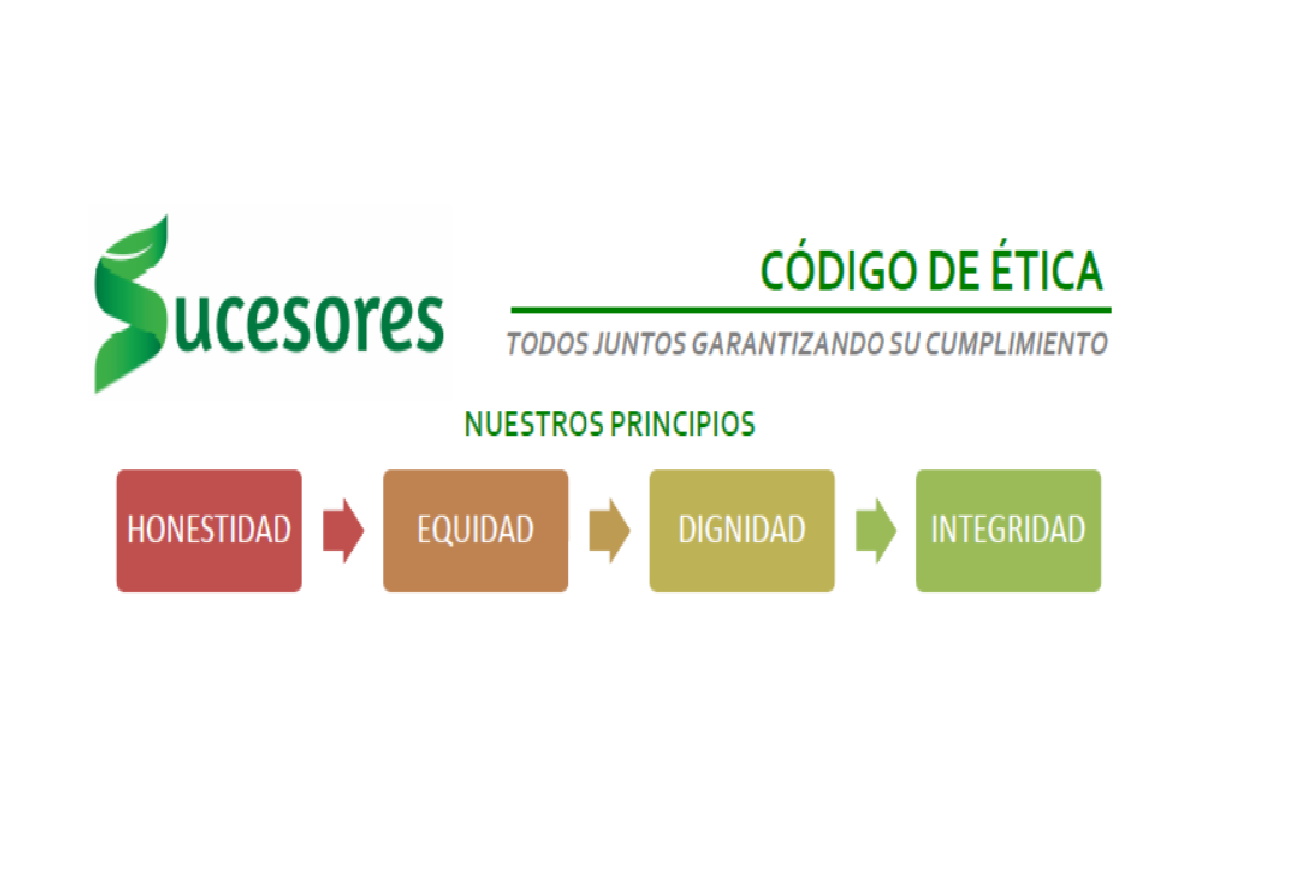 Sucesores
CÓDIGO DE ÉTICA
TODOS JUNTOS GARANTIZANDO SU CUMPLIMIENTO
NUESTROS PRINCIPIOS
HONESTIDAD
EQUIDAD
DIGNIDAD
INTEGRIDAD